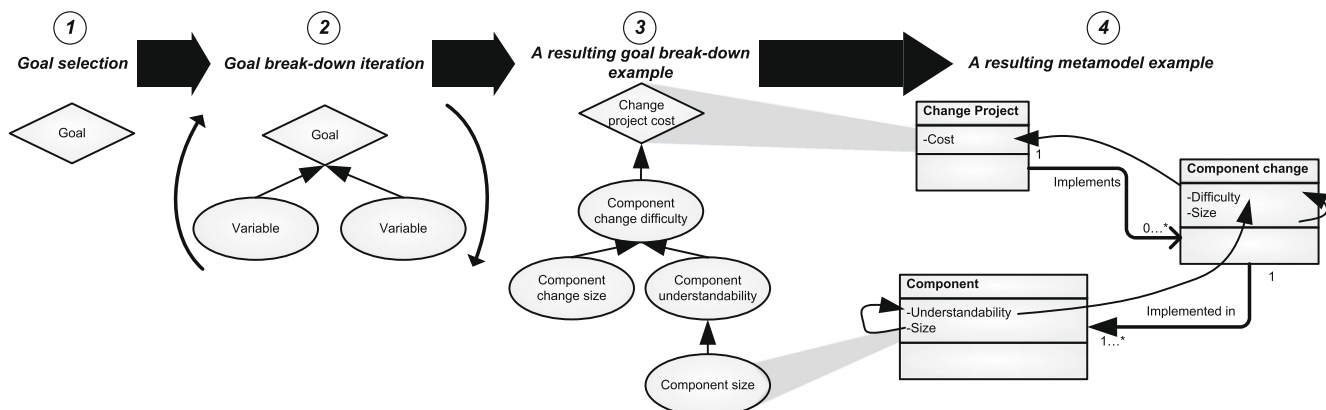 1
Goal selection
Goal
2
Goal break-down iteration
Goal
Variable
Variable
3
A resulting goal break-down
example
Change
project cost
Component
change difficulty
Component
change size
Component
understandability
Component size
4
A resulting metamodel example
Change Project
-Cost
1
Implements
0...*
Component change
-Difficulty
-Size
1
Implemented in
1...*
Component
-Understandability
-Size